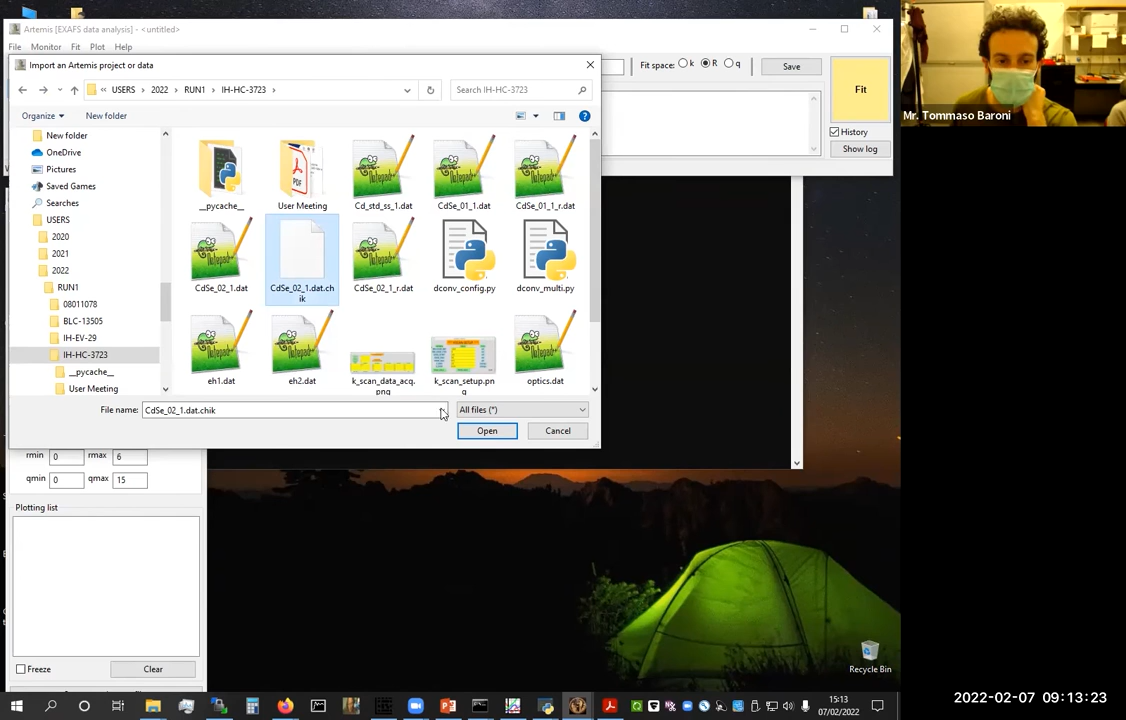 Artemis [EXAFS data analysis] - <untitled>
File Monitor Fit Plot Help
Import an Artemis project or data
Fit space: k R q
Save
Fit
Mr. Tommaso Baroni
History
Show log
« USERS › 2022 › RUN1 › IH-HC-3723 ›
Search IH-HC-3723
Organize
New folder
New folder
OneDrive
Pictures
Saved Games
Searches
USERS
2020
2021
2022
RUN1
08011078
BLC-13505
IH-EV-29
IH-HC-3723
__pycache__
User Meeting
__pycache__
User Meeting
Cd_std_ss_1.dat
CdSe_01_1.dat
CdSe_01_1_r.dat
CdSe_02_1.dat
CdSe_02_1.dat.ch
ik
CdSe_02_1_r.dat
dconv_config.py
dconv_multi.py
eh1.dat
eh2.dat
k_scan_data_acq.
png
k_scan_setup.pn
g
optics.dat
File name: CdSe_02_1.dat.chik
All files (*)
Open
Cancel
rmin 0 rmax 6
qmin 0 qmax 15
Plotting list
Freeze
Clear
Recycle Bin
15:13
07/02/2022
2022-02-07 09:13:23